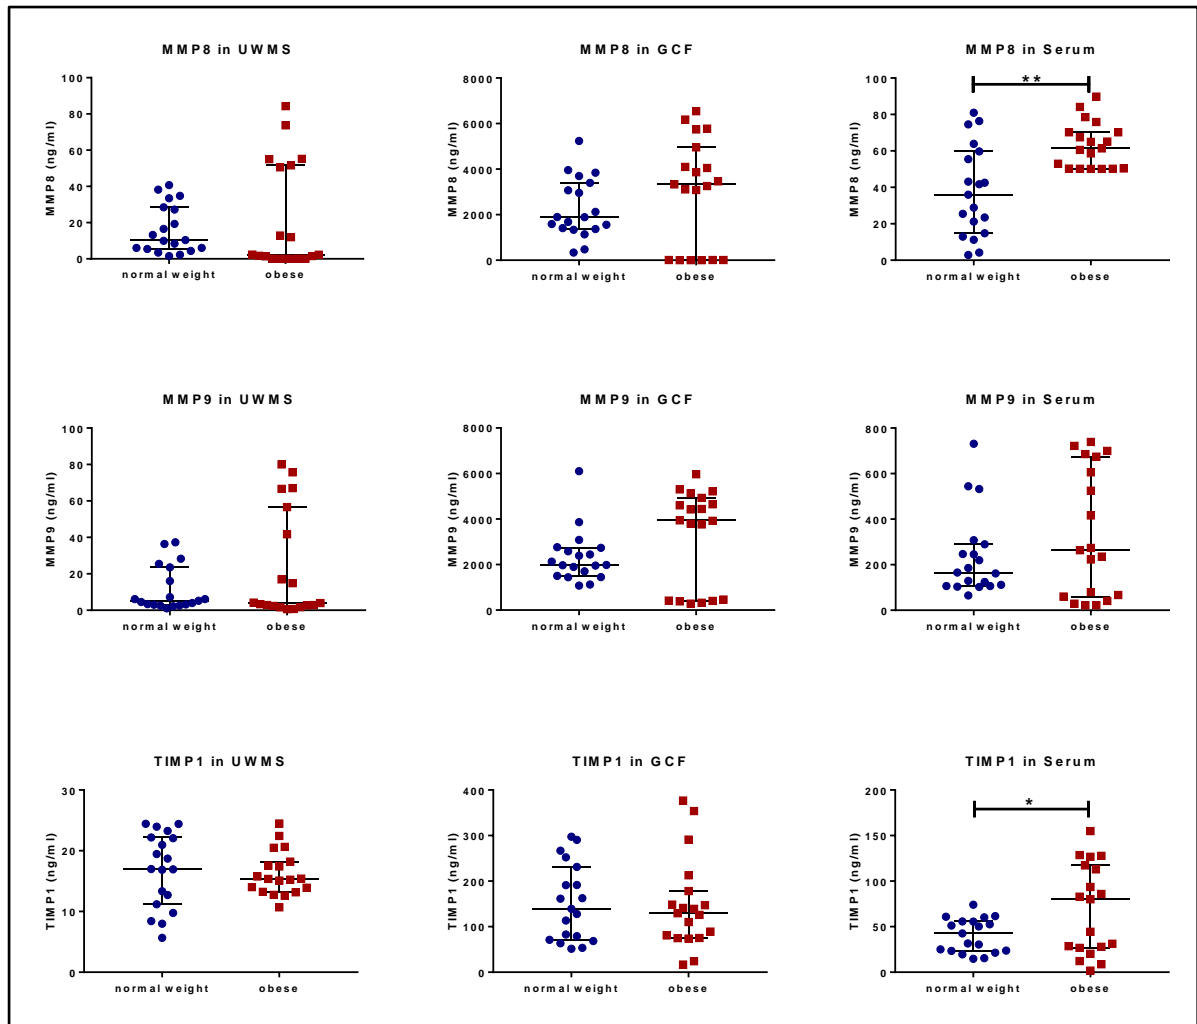 MMP8 in UWMS
MMP8 (ng/ml)
100
80
60
40
20
0
normal weight
obese
MMP8 in GCF
MMP8 (ng/ml)
8000
6000
4000
2000
0
normal weight
obese
MMP8 in Serum
**
MMP8 (ng/ml)
100
80
60
40
20
0
normal weight
obese
MMP9 in UWMS
MMP9 (ng/ml)
100
80
60
40
20
0
normal weight
obese
MMP9 in GCF
MMP9 (ng/ml)
8000
6000
4000
2000
0
normal weight
obese
MMP9 in Serum
MMP9 (ng/ml)
800
600
400
200
0
normal weight
obese
TIMP1 in UWMS
TIMP1 (ng/ml)
30
20
10
0
normal weight
obese
TIMP1 in GCF
TIMP1 (ng/ml)
400
300
200
100
0
normal weight
obese
TIMP1 in Serum
*
TIMP1 (ng/ml)
200
150
100
50
0
normal weight
obese